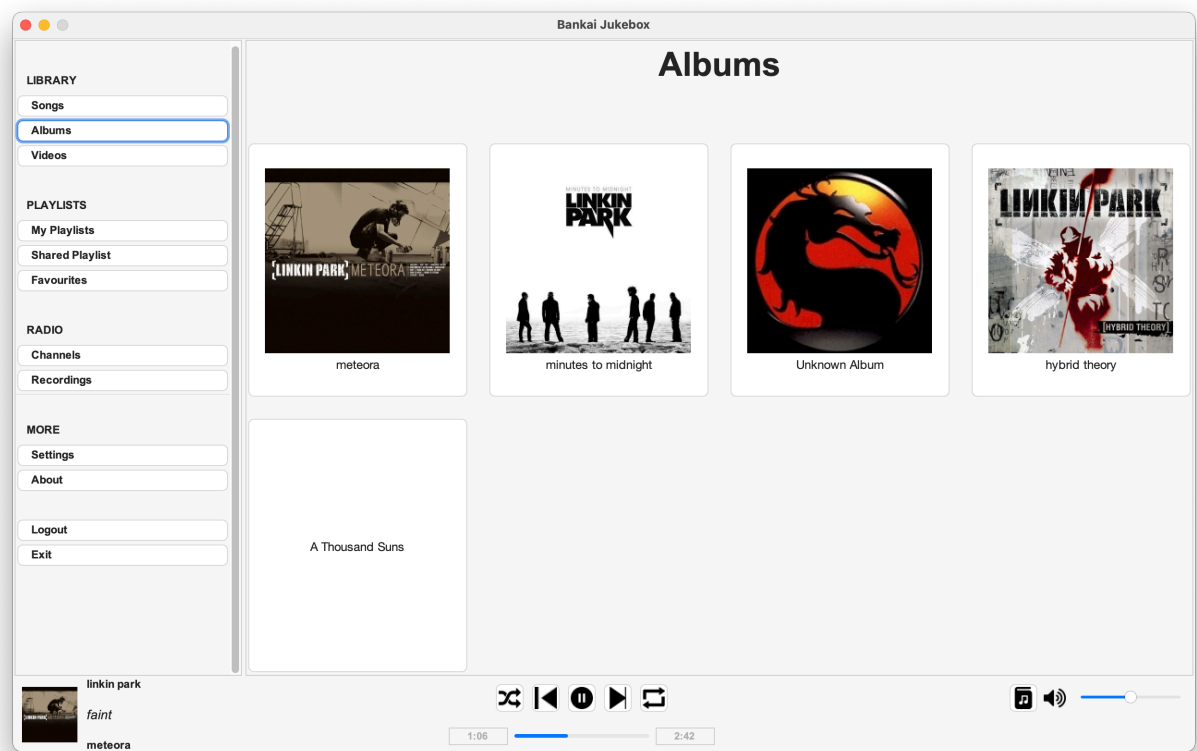 Bankai Jukebox
LIBRARY
Songs
Albums
Videos
PLAYLISTS
My Playlists
Shared Playlist
Favourites
RADIO
Channels
Recordings
MORE
Settings
About
Logout
Exit
Albums
[LINKIN PARK] METEORA
meteora
MINUTES TO MIDNIGHT
LINKIN
PARK
minutes to midnight
Unknown Album
LINKIN PARK
[HYBRID THEORY]
hybrid theory
A Thousand Suns
linkin park
faint
meteora
1:06
2:42